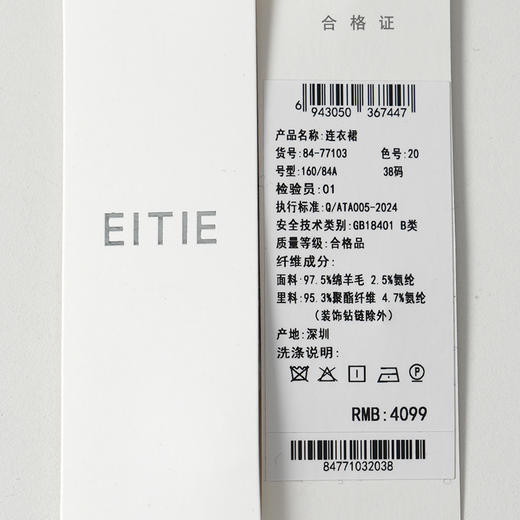 EITIE
合格证
6 943050 367447
产品名称:连衣裙
货号:84-77103 色号:20
号型:160/84A 38码
检验员:01
执行标准:Q/ATA005-2024
安全技术类别:GB18401 B类
质量等级:合格品
纤维成分:
面料:97.5%绵羊毛 2.5%氨纶
里料:95.3%聚酯纤维 4.7%氨纶
(装饰钻链除外)
产地:深圳
洗涤说明:
P
RMB:4099
84771032038